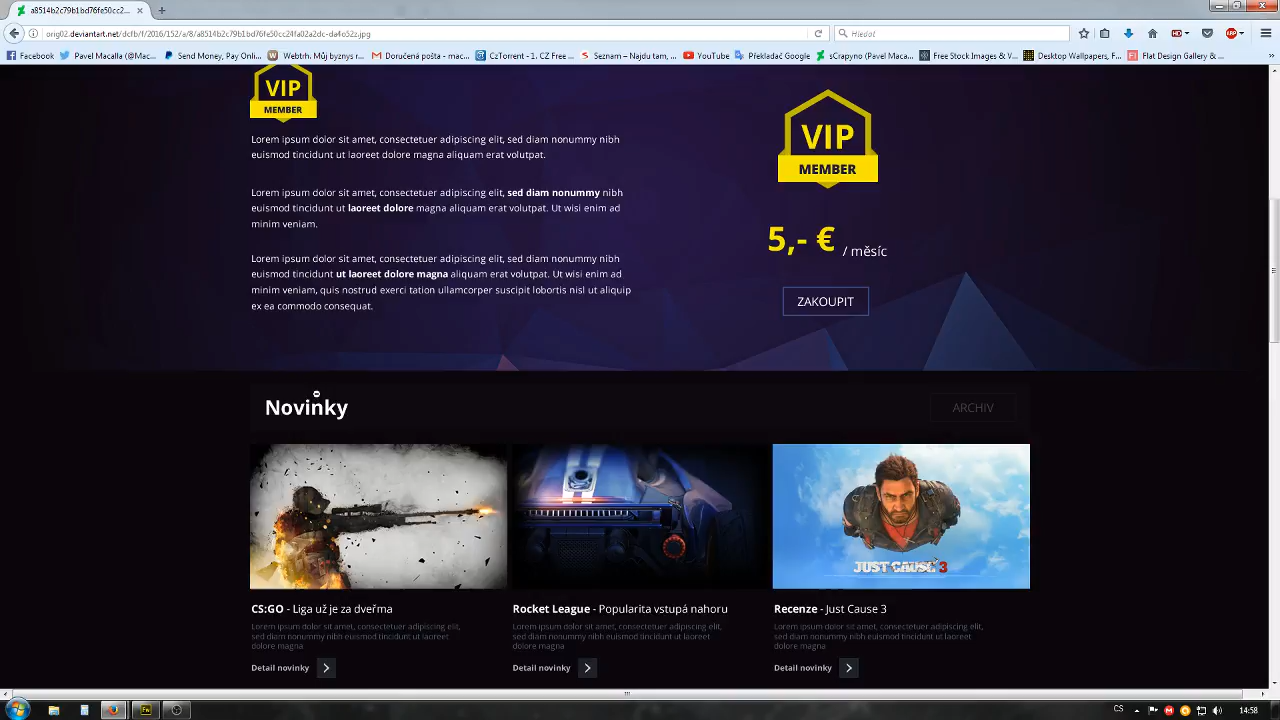 a8514b2c79b1bd76fe50cc2...
orig02.deviantart.net/dcfb/f/2016/152/a/8/a8514b2c79b1bd76fe50cc24fa02a2dc-da4o52z.jpg
Hledat
Facebook
Paul Macala (@Mac...
Send Money, Pay Onli...
Watch Múmyznys r...
Doručená pošta - mac...
CzTorrent - 1. CZ FREE ...
Seznam – Najdu tam, ...
YouTube
Překladač Google
sCrapyno (Pavel Maca...
Free Stock Images - V...
Desktop Wallpapers, ...
Flat Design Gallery & ...
VIP
MEMBER
Lorem ipsum dolor sit amet, consectetuer adipiscing elit, sed diam nonummy nibh
euismod tincidunt ut laoreet dolore magna aliquam erat volutpat.
Lorem ipsum dolor sit amet, consectetuer adipiscing elit, sed diam nonummy nibh
euismod tincidunt ut laoreet dolore magna aliquam erat volutpat. Ut wisi enim ad
minim veniam.
Lorem ipsum dolor sit amet, consectetuer adipiscing elit, sed diam nonummy nibh
euismod tincidunt ut laoreet dolore magna aliquam erat volutpat. Ut wisi enim ad
minim veniam, quis nostrud exerci tation ullamcorper suscipit lobortis nisl ut aliquip
ex ea commodo consequat.
VIP
MEMBER
5,- € / měsíc
ZAKOUPIT
Novinky
ARCHIV
JUST CAUSE 3
CS:GO - Liga už je za dveřma
Lorem ipsum dolor sit amet, consectetuer adipiscing elit,
sed diam nonummy nibh euismod tincidunt ut laoreet
dolore magna
Detail novinky
Rocket League - Popularita vstupá nahoru
Lorem ipsum dolor sit amet, consectetuer adipiscing elit,
sed diam nonummy nibh euismod tincidunt ut laoreet
dolore magna
Detail novinky
Recenze - Just Cause 3
Lorem ipsum dolor sit amet, consectetuer adipiscing elit,
sed diam nonummy nibh euismod tincidunt ut laoreet
dolore magna
Detail novinky
CS
14:58